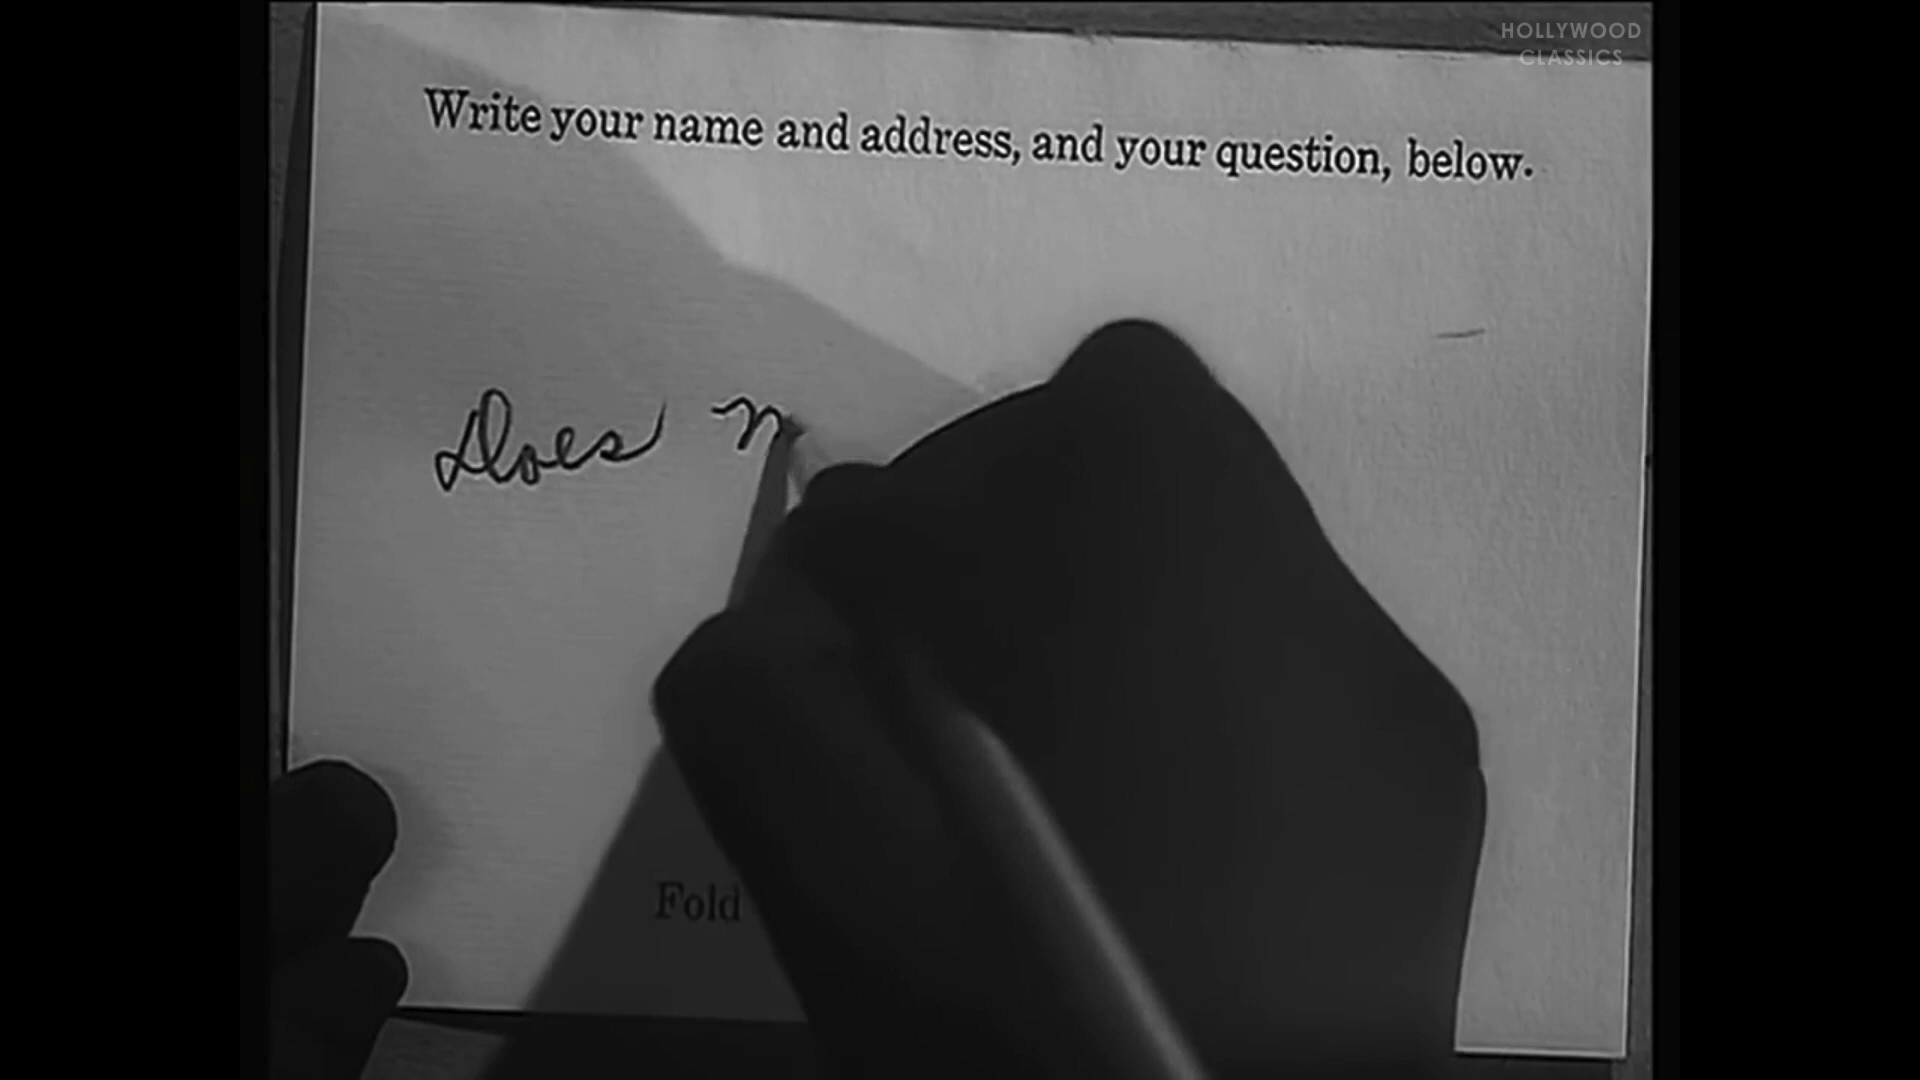 HOLLYWOOD
CLASSICS
Write your name and address, and your question, below.
Does
Fold